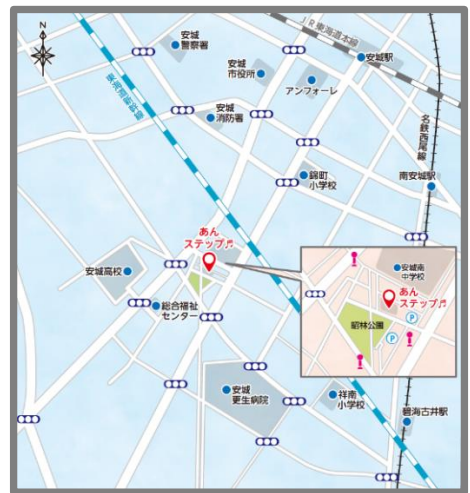 N
安城
警察署
JR東海道本線
安城駅
安城
市役所
アンフォーレ
東海道新幹線
安城
消防署
名鉄西尾線
錦町
小学校
南安城駅
あん
ステップ♬
安城高校
総合福祉
センター
安城南
中学校
あん
ステップ♬
昭林公園
P
P
安城
更生病院
祥南
小学校
碧海古井駅